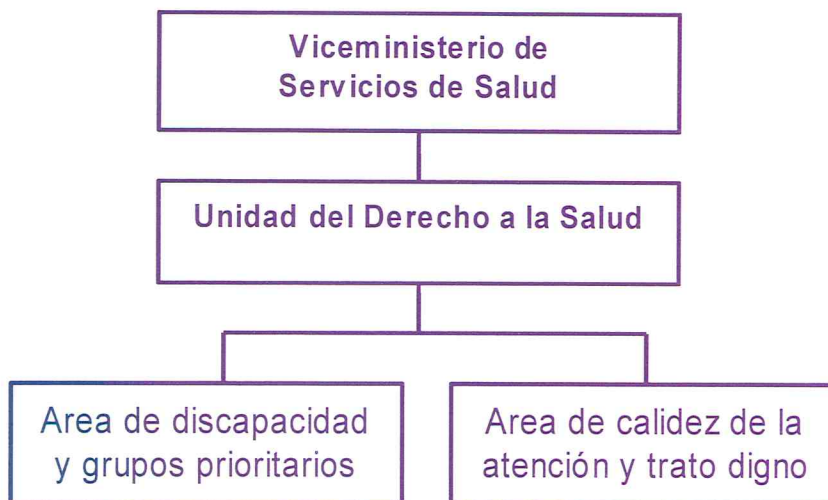 Viceministerio de
Servicios de Salud
Unidad del Derecho a la Salud
Area de discapacidad
y grupos prioritarios
Area de calidez de la
atención y trato digno